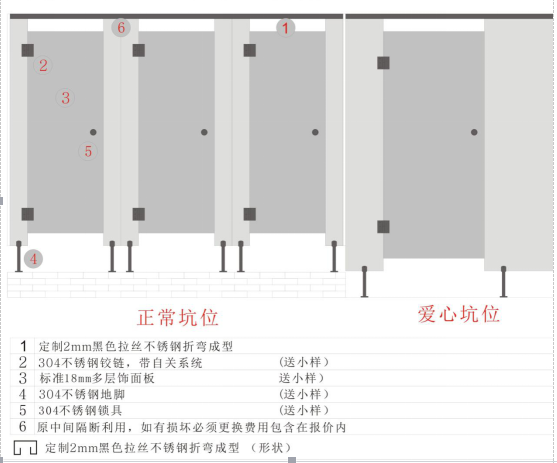 6
1
2
3
5
4
正常坑位
爱心坑位
1 定制2mm黑色拉丝不锈钢折弯成型
2 304不锈钢铰链，带自关系统 (送小样）
3 标准18mm多层饰面板 送小样）
4 304不锈钢地脚 (送小样）
5 304不锈钢锁具 (送小样）
6 原中间隔断利用，如有损坏必须更换费用包含在报价内
定制2mm黑色拉丝不锈钢折弯成型 （形状）